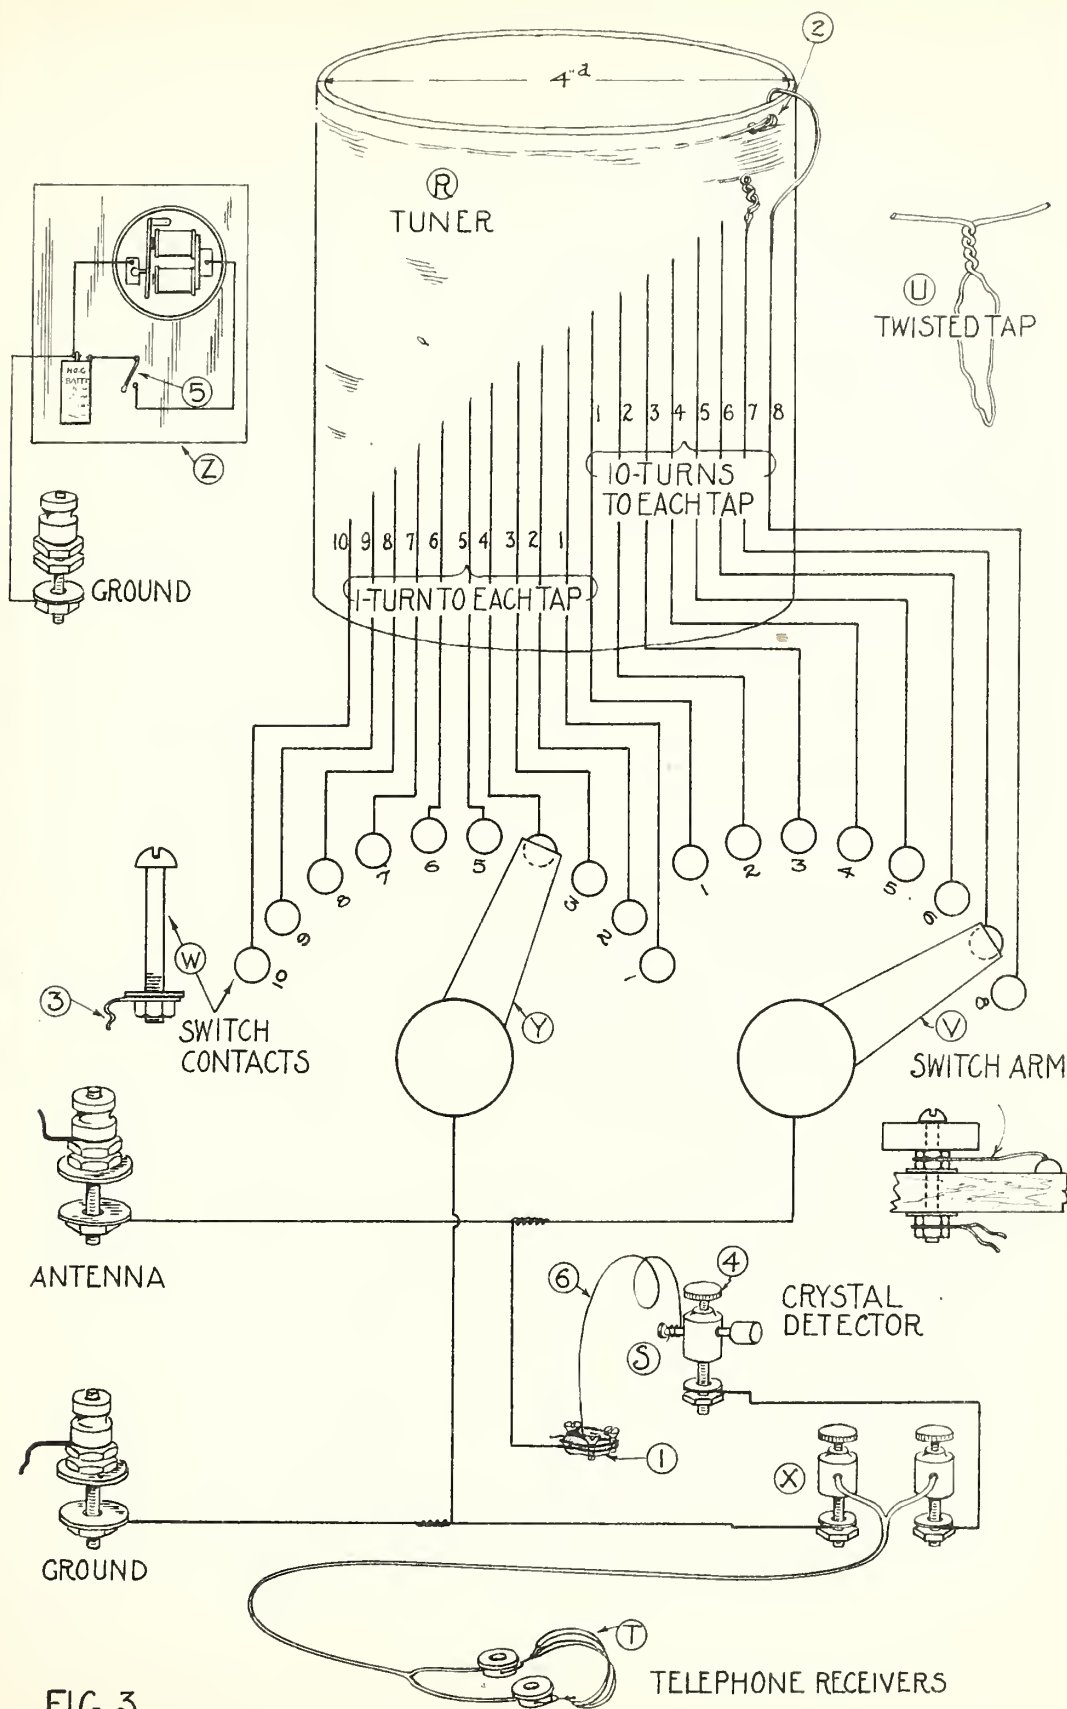 2
4"d
R
TUNER
U
TWISTED TAP
5
Z
1 2 3 4 5 6 7 8
10-TURNS
TO EACH TAP
10 9 8 7 6 5 4 3 2 1
1-TURN TO EACH TAP
GROUND
10 9 8 7 6 5 3 2 1
1 2 3 4 5 6 8
W
3
SWITCH
CONTACTS
Y
V
SWITCH ARM
ANTENNA
6
4
CRYSTAL
DETECTOR
S
1
X
GROUND
T
TELEPHONE RECEIVERS
FIG. 3